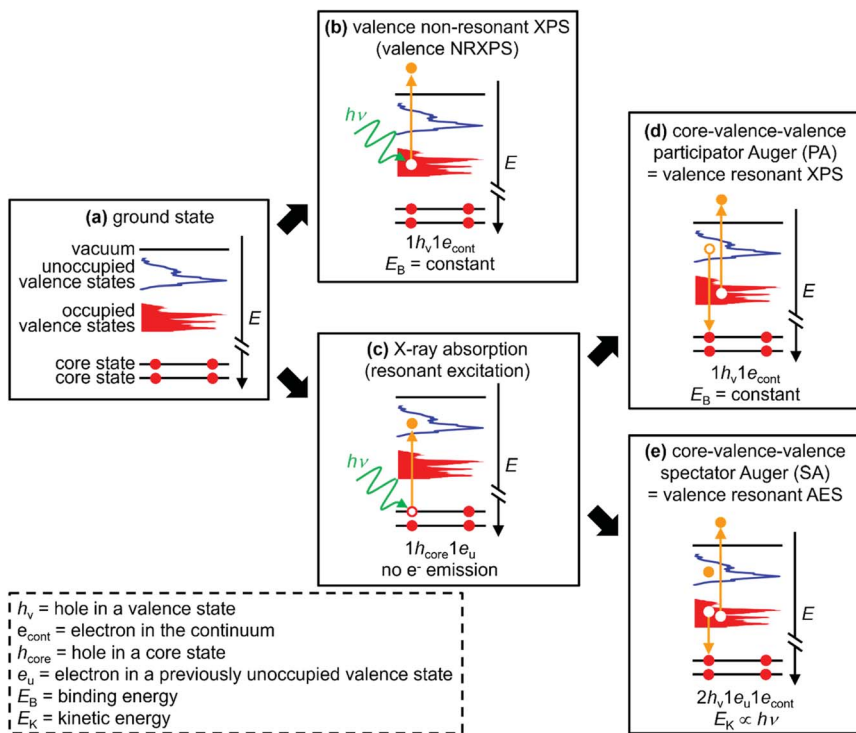 (a) ground state
vacuum
unoccupied
valence states
occupied
valence states
core state
core state
E
(b) valence non-resonant XPS
(valence NRXPS)
hν
E
1hv1econt
EB = constant
(c) X-ray absorption
(resonant excitation)
hν
E
1hcore1eu
no e- emission
(d) core-valence-valence
participator Auger (PA)
= valence resonant XPS
E
1hv1econt
EB = constant
(e) core-valence-valence
spectator Auger (SA)
= valence resonant AES
E
2hv1eu1econt
EK ∝ hν
hv = hole in a valence state
econt = electron in the continuum
hcore = hole in a core state
eu = electron in a previously unoccupied valence state
EB = binding energy
EK = kinetic energy